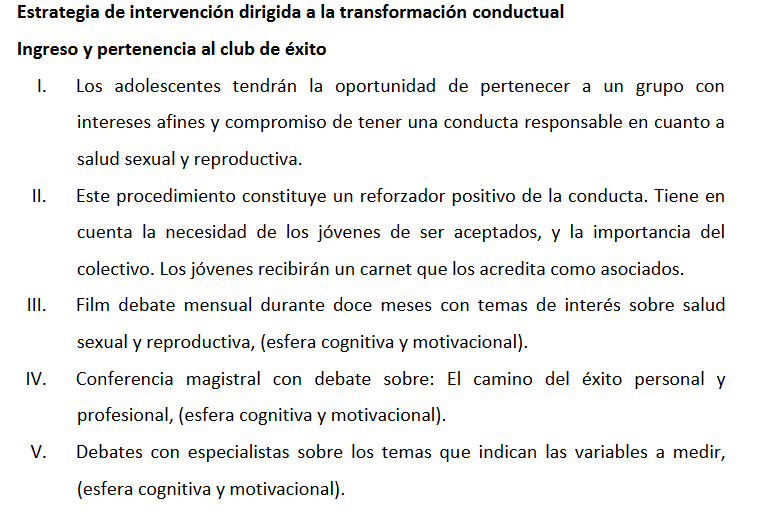 Estrategia de intervención dirigida a la transformación conductual
Ingreso y pertenencia al club de éxito
I. Los adolescentes tendrán la oportunidad de pertenecer a un grupo con
intereses afines y compromiso de tener una conducta responsable en cuanto a
salud sexual y reproductiva.
II. Este procedimiento constituye un reforzador positivo de la conducta. Tiene en
cuenta la necesidad de los jóvenes de ser aceptados, y la importancia del
colectivo. Los jóvenes recibirán un carnet que los acredita como asociados.
III. Film debate mensual durante doce meses con temas de interés sobre salud
sexual y reproductiva, (esfera cognitiva y motivacional).
IV. Conferencia magistral con debate sobre: El camino del éxito personal y
profesional, (esfera cognitiva y motivacional).
V. Debates con especialistas sobre los temas que indican las variables a medir,
(esfera cognitiva y motivacional).